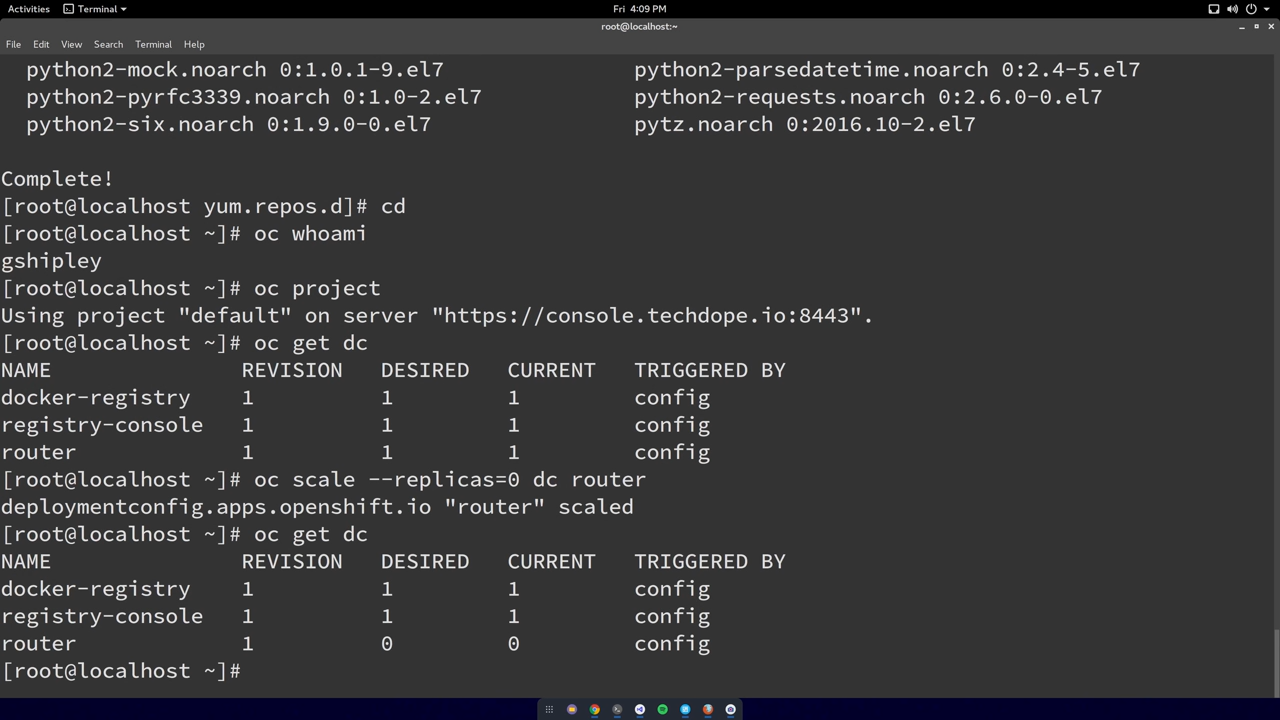 Activities Terminal Fri 4:09 PM
root@localhost:~
File Edit View Search Terminal Help
python2-mock.noarch 0:1.0.1-9.el7 python2-parsedatetime.noarch 0:2.4-5.el7
python2-pyrfc3339.noarch 0:1.0-2.el7 python2-requests.noarch 0:2.6.0-0.el7
python2-six.noarch 0:1.9.0-0.el7 pytz.noarch 0:2016.10-2.el7
Complete!
[root@localhost yum.repos.d]# cd
[root@localhost ~]# oc whoami
gshipley
[root@localhost ~]# oc project
Using project "default" on server "https://console.techdope.io:8443".
[root@localhost ~]# oc get dc
NAME REVISION DESIRED CURRENT TRIGGERED BY
docker-registry 1 1 1 config
registry-console 1 1 1 config
router 1 1 1 config
[root@localhost ~]# oc scale --replicas=0 dc router
deploymentconfig.apps.openshift.io "router" scaled
[root@localhost ~]# oc get dc
NAME REVISION DESIRED CURRENT TRIGGERED BY
docker-registry 1 1 1 config
registry-console 1 1 1 config
router 1 0 0 config
[root@localhost ~]#